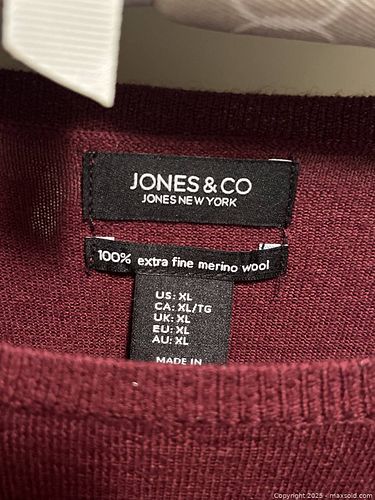 JONES & CO
JONES NEW YORK
100% extra fine merino wool
US: XL
CA: XL/TG
UK: XL
EU: XL
AU: XL
MADE IN
Copyright 2025 - maxsold.com